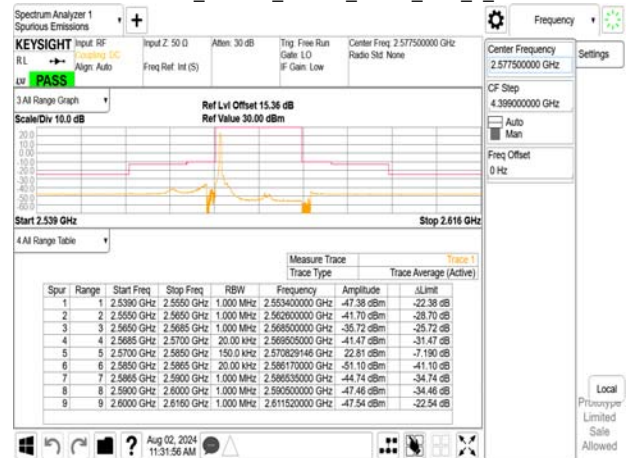 Spectrum Analyzer 1
Spurious Emissions
Frequency
KEYSIGHT
Input: RF
Coupling: DC
Align: Auto
Input Z: 50 Ω
Freq Ref: Int (S)
Atten: 30 dB
Trig: Free Run
Gate: LO
IF Gain: Low
Center Freq: 2.577500000 GHz
Radio Std: None
RL
LW PASS
Center Frequency
2.577500000 GHz
Settings
CF Step
4.399000000 GHz
Auto
Man
Freq Offset
0 Hz
3 All Range Graph
Scale/Div 10.0 dB
Ref Lvl Offset 15.36 dB
Ref Value 30.00 dBm
20.0
10.0
0.00
-10.0
-20.0
-30.0
-40.0
-50.0
-60.0
Start 2.539 GHz
Stop 2.616 GHz
4 All Range Table
Measure Trace Trace 1
Trace Type Trace Average (Active)
Spur Range Start Freq Stop Freq RBW Frequency Amplitude ΔLimit
1 1 2.5390 GHz 2.5550 GHz 1.000 MHz 2.553400000 GHz -47.38 dBm -22.38 dB
2 2 2.5550 GHz 2.5650 GHz 1.000 MHz 2.562600000 GHz -41.70 dBm -28.70 dB
3 3 2.5650 GHz 2.5685 GHz 1.000 MHz 2.568500000 GHz -35.72 dBm -25.72 dB
4 4 2.5685 GHz 2.5700 GHz 20.00 kHz 2.569505000 GHz -41.47 dBm -31.47 dB
5 5 2.5700 GHz 2.5850 GHz 150.0 kHz 2.570829146 GHz 22.81 dBm -7.190 dB
6 6 2.5850 GHz 2.5865 GHz 20.00 kHz 2.586170000 GHz -51.10 dBm -41.10 dB
7 7 2.5865 GHz 2.5900 GHz 1.000 MHz 2.586535000 GHz -44.74 dBm -34.74 dB
8 8 2.5900 GHz 2.6000 GHz 1.000 MHz 2.590500000 GHz -47.46 dBm -34.46 dB
9 9 2.6000 GHz 2.6160 GHz 1.000 MHz 2.611520000 GHz -47.54 dBm -22.54 dB
Local
Prototype
Limited
Sale
Allowed
Aug 02, 2024
11:31:56 AM